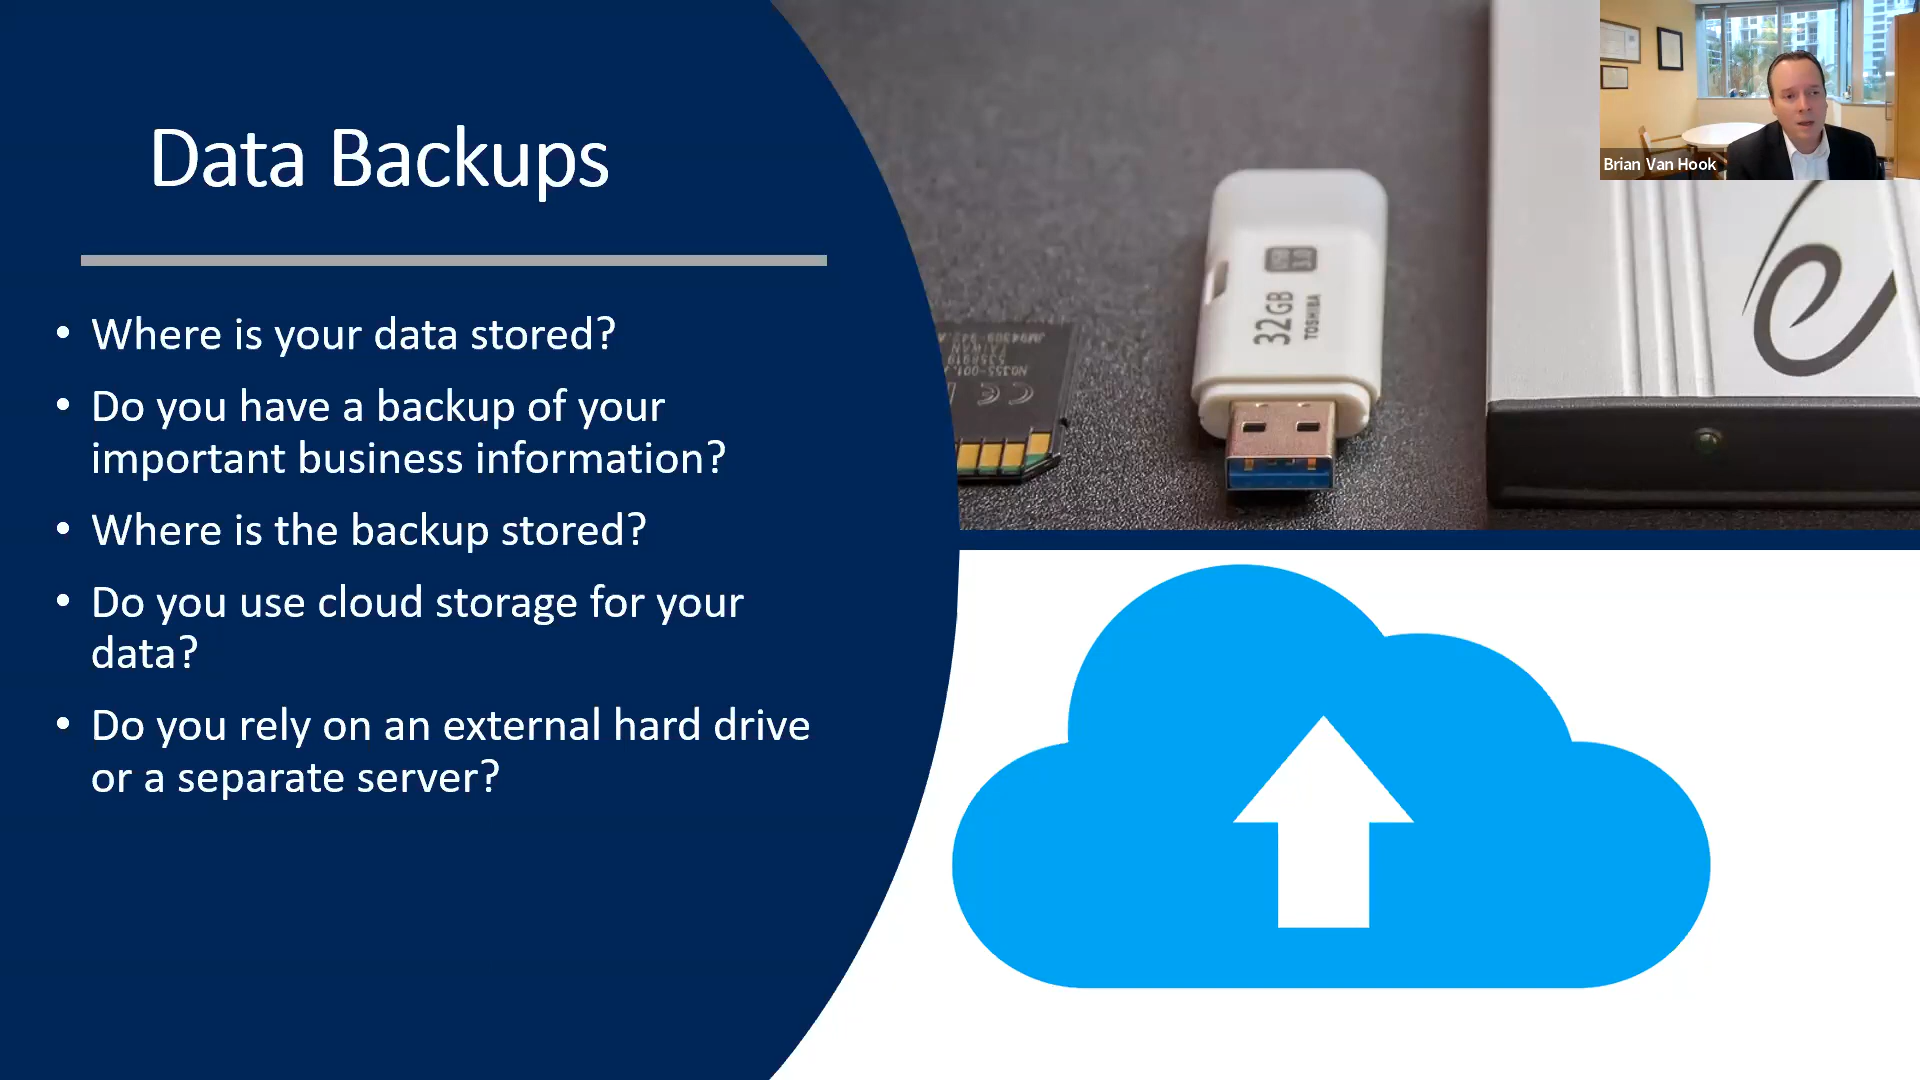 Data Backups
• Where is your data stored?
• Do you have a backup of your
important business information?
• Where is the backup stored?
• Do you use cloud storage for your
data?
• Do you rely on an external hard drive
or a separate server?
32GB
TOSHIBA
Brian Van Hook